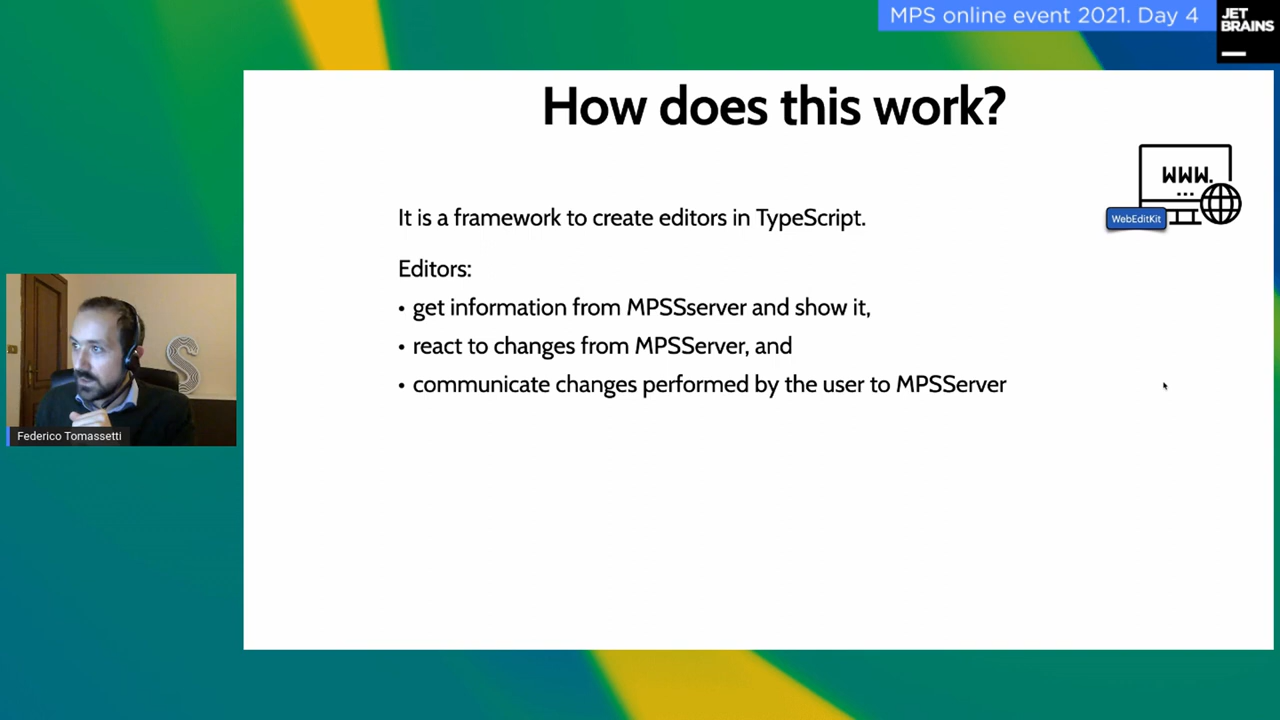 MPS online event 2021. Day 4
JET
BRAINS
How does this work?
WWW.
...
WebEditKit
It is a framework to create editors in TypeScript.
Editors:
• get information from MPSSserver and show it,
• react to changes from MPSServer, and
• communicate changes performed by the user to MPSServer
S
Federico Tomassetti